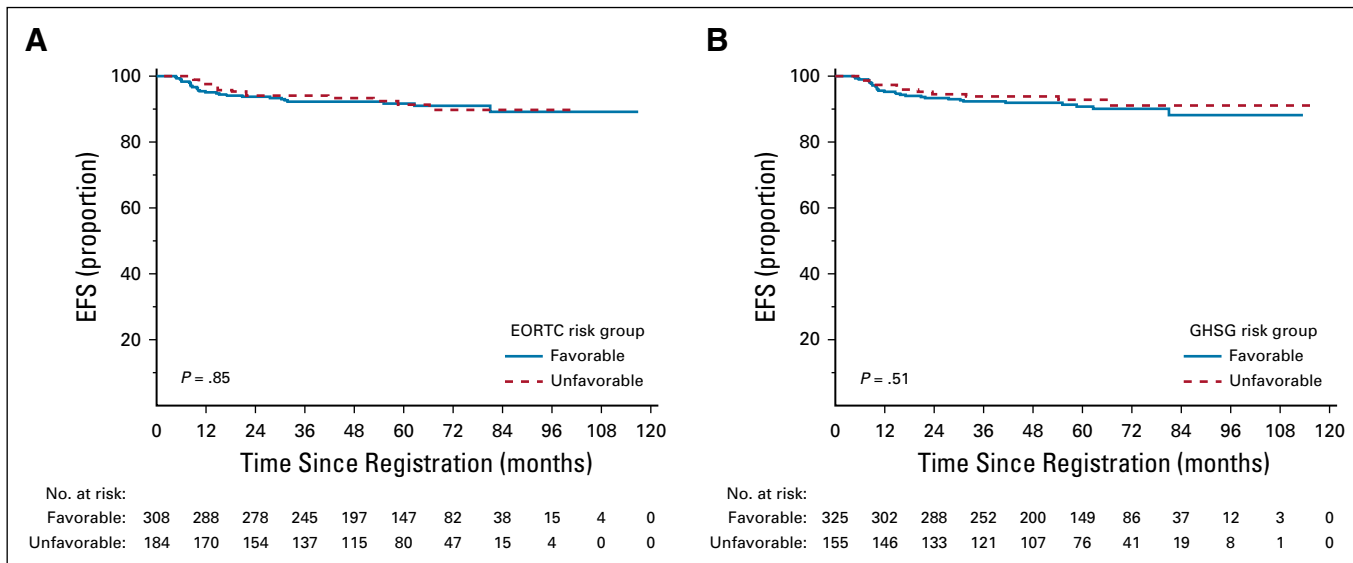 A
100
80
60
40
20
EFS (proportion)
EORTC risk group
Favorable
Unfavorable
P = .85
0 12 24 36 48 60 72 84 96 108 120
Time Since Registration (months)
No. at risk:
Favorable: 308 288 278 245 197 147 82 38 15 4 0
Unfavorable: 184 170 154 137 115 80 47 15 4 0 0
B
100
80
60
40
20
EFS (proportion)
GHSG risk group
Favorable
Unfavorable
P = .51
0 12 24 36 48 60 72 84 96 108 120
Time Since Registration (months)
No. at risk:
Favorable: 325 302 288 252 200 149 86 37 12 3 0
Unfavorable: 155 146 133 121 107 76 41 19 8 1 0